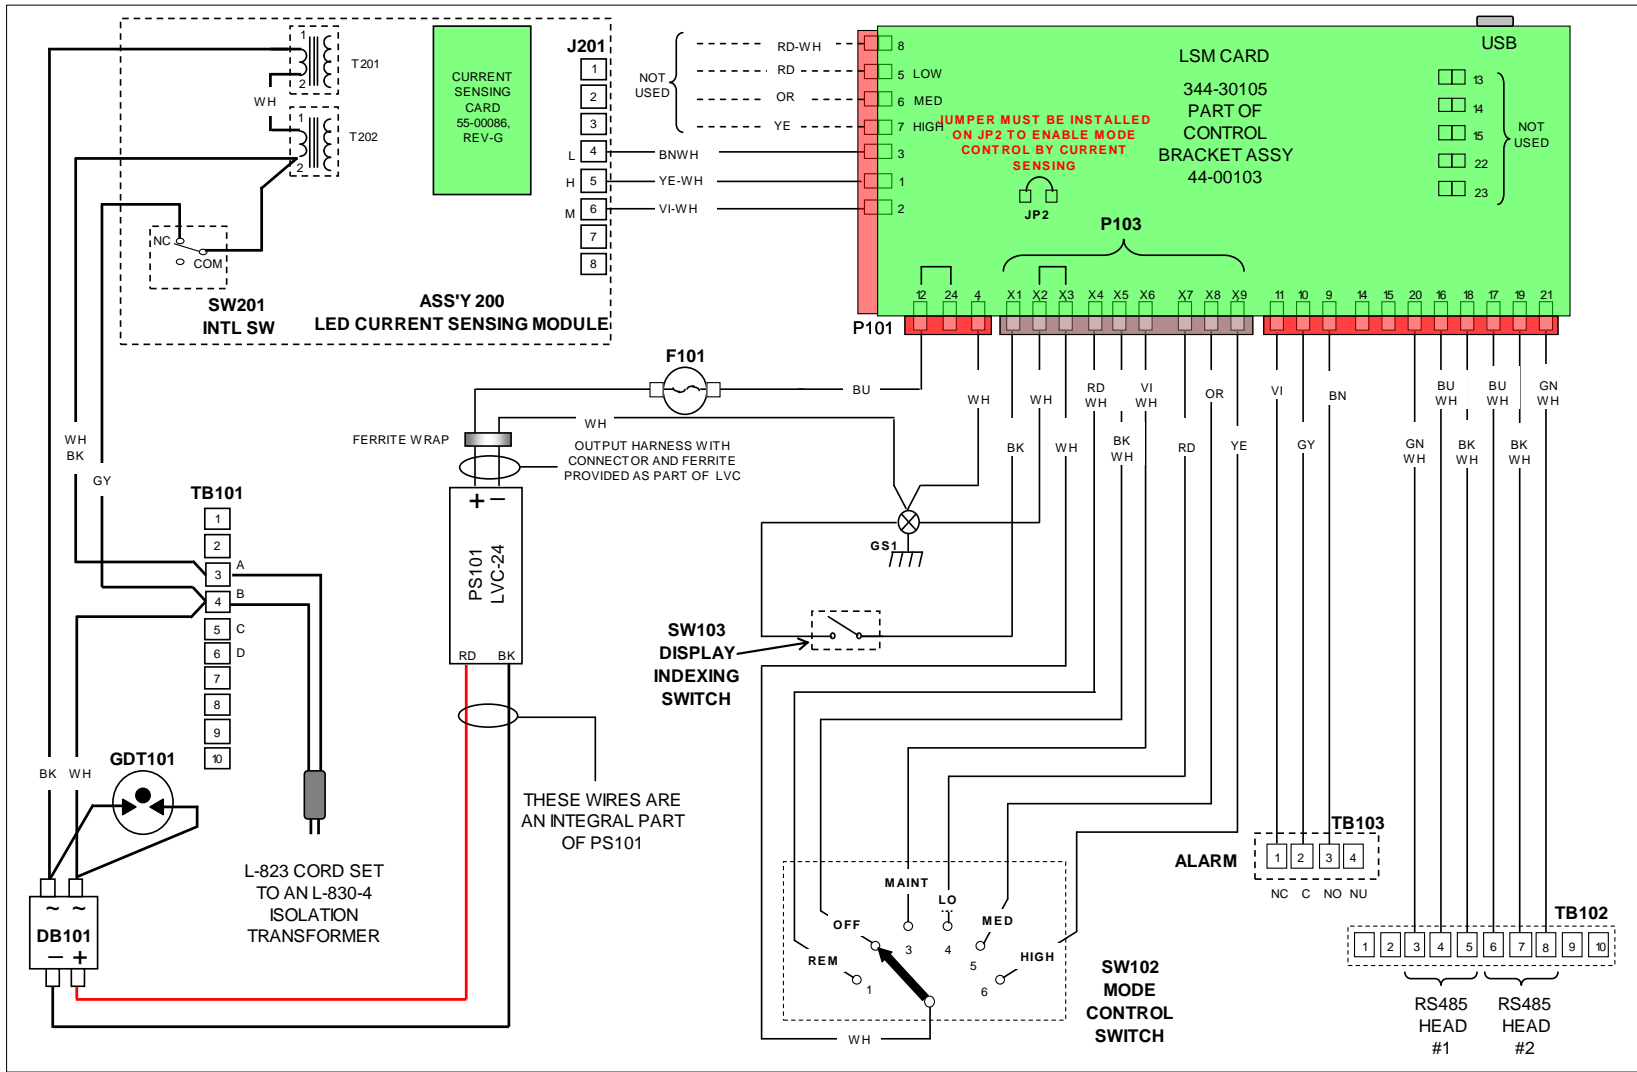 1
2
T201
WH
1
2
T202
CURRENT
SENSING
CARD
55-00086,
REV-G
J201
1
2
3
L 4 BNWH
H 5 YE-WH
M 6 VI-WH
7
8
NC
COM
SW201
INTL SW
ASS'Y 200
LED CURRENT SENSING MODULE
NOT
USED
RD-WH
RD
OR
YE
8
5 LOW
6 MED
7 HIGH
3
1
2
JUMPER MUST BE INSTALLED
ON JP2 TO ENABLE MODE
CONTROL BY CURRENT
SENSING
JP2
LSM CARD
344-30105
PART OF
CONTROL
BRACKET ASSY
44-00103
USB
13
14
15
22
23
NOT
USED
P103
P101
12 24 4 X1 X2 X3 X4 X5 X6 X7 X8 X9 11 10 9 14 15 20 16 18 17 19 21
F101
BU
WH
WH
BK
WH
WH
RD
WH
BK
WH
VI
WH
RD
OR
YE
VI
GY
BN
GN
WH
BU
WH
BK
WH
BU
WH
BK
WH
GN
WH
FERRITE WRAP
OUTPUT HARNESS WITH
CONNECTOR AND FERRITE
PROVIDED AS PART OF LVC
+ −
PS101
LVC-24
RD BK
GS1
WH
BK
GY
TB101
1
2
3 A
4 B
5 C
6 D
7
8
9
10
SW103
DISPLAY
INDEXING
SWITCH
GDT101
BK WH
THESE WIRES ARE
AN INTEGRAL PART
OF PS101
L-823 CORD SET
TO AN L-830-4
ISOLATION
TRANSFORMER
~ ~
DB101
− +
REM
OFF
MAINT
LO
MED
HIGH
1
3
4
5
6
WH
SW102
MODE
CONTROL
SWITCH
TB103
ALARM
1 2 3 4
NC C NO NU
TB102
1 2 3 4 5 6 7 8 9 10
RS485
HEAD
#1
RS485
HEAD
#2